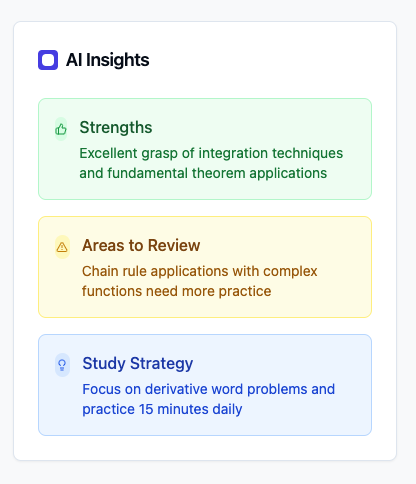 AI Insights
Strengths
Excellent grasp of integration techniques
and fundamental theorem applications
Areas to Review
Chain rule applications with complex
functions need more practice
Study Strategy
Focus on derivative word problems and
practice 15 minutes daily